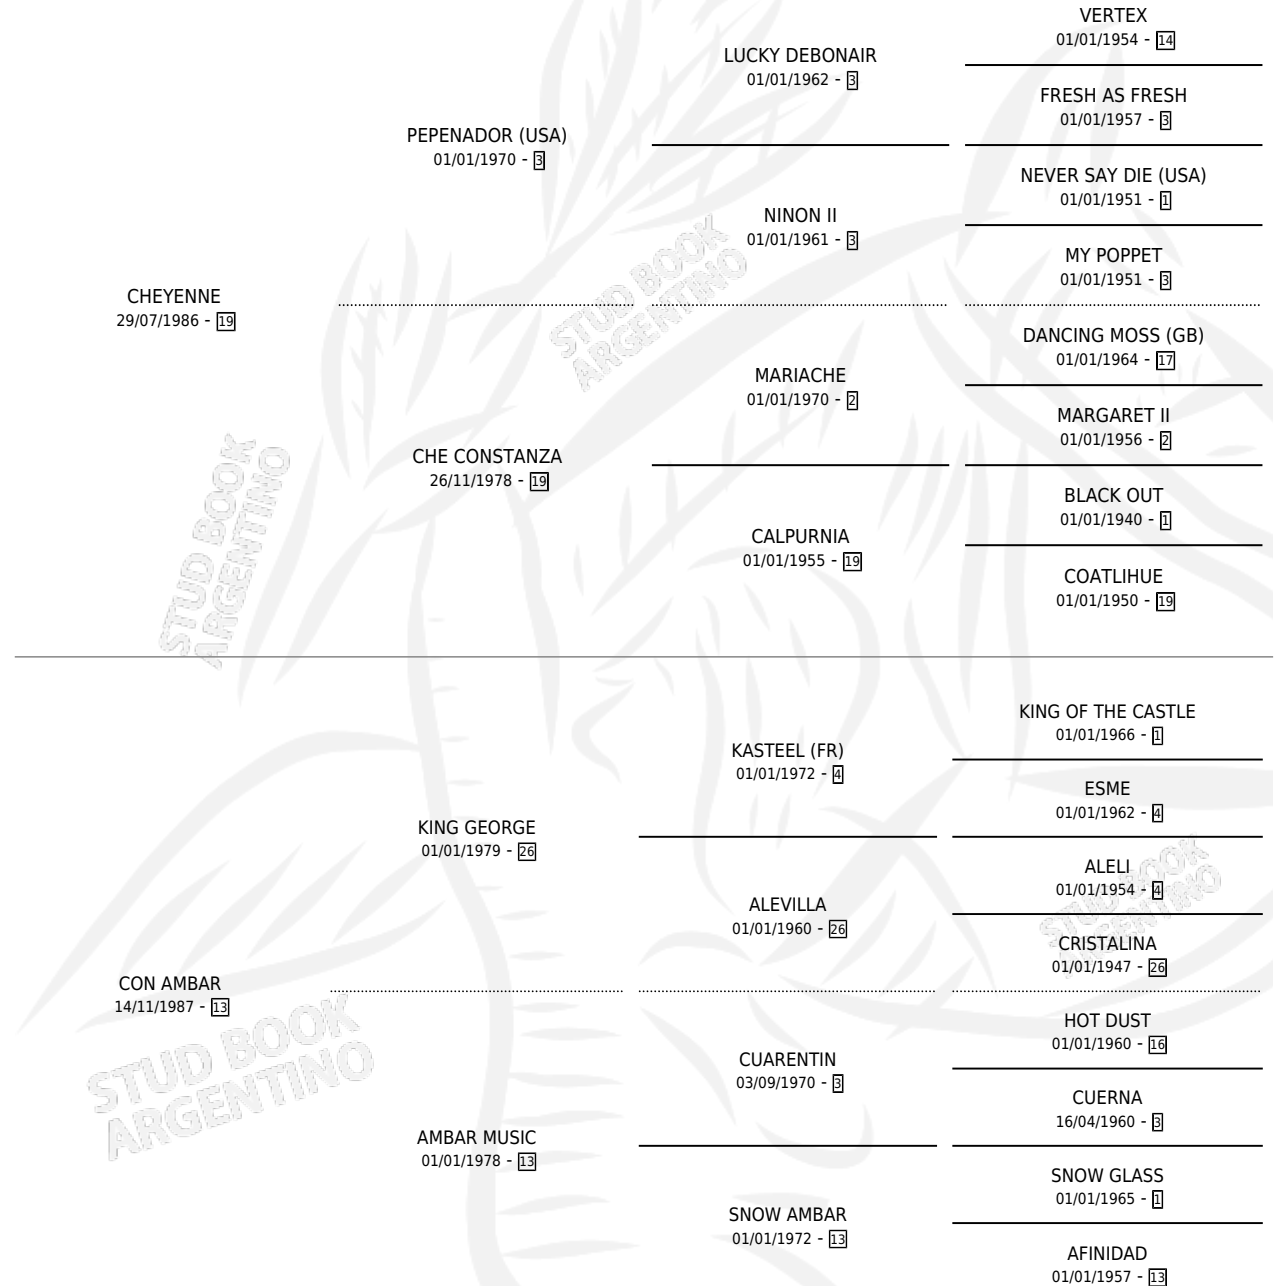 VERTEX
01/01/1954 - 14
LUCKY DEBONAIR
01/01/1962 - 3
FRESH AS FRESH
01/01/1957 - 3
PEPENADOR (USA)
01/01/1970 - 3
NEVER SAY DIE (USA)
01/01/1951 - 1
NINON II
01/01/1961 - 3
MY POPPET
01/01/1951 - 3
CHEYENNE
29/07/1986 - 19
STUD BOOK
ARGENTINO
DANCING MOSS (GB)
01/01/1964 - 17
MARIACHE
01/01/1970 - 2
MARGARET II
01/01/1956 - 2
CHE CONSTANZA
26/11/1978 - 19
BLACK OUT
01/01/1940 - 1
CALPURNIA
01/01/1955 - 19
COATLIHUE
01/01/1950 - 19
STUD BOOK
ARGENTINO
KING OF THE CASTLE
01/01/1966 - 1
KASTEEL (FR)
01/01/1972 - 4
ESME
01/01/1962 - 4
KING GEORGE
01/01/1979 - 26
ALELI
01/01/1954 - 4
ALEVILLA
01/01/1960 - 26
STUD BOOK
ARGENTINO
CRISTALINA
01/01/1947 - 26
CON AMBAR
14/11/1987 - 13
HOT DUST
01/01/1960 - 16
CUARENTIN
03/09/1970 - 3
CUERNA
16/04/1960 - 3
STUD BOOK
ARGENTINO
AMBAR MUSIC
01/01/1978 - 13
SNOW GLASS
01/01/1965 - 1
SNOW AMBAR
01/01/1972 - 13
AFINIDAD
01/01/1957 - 13